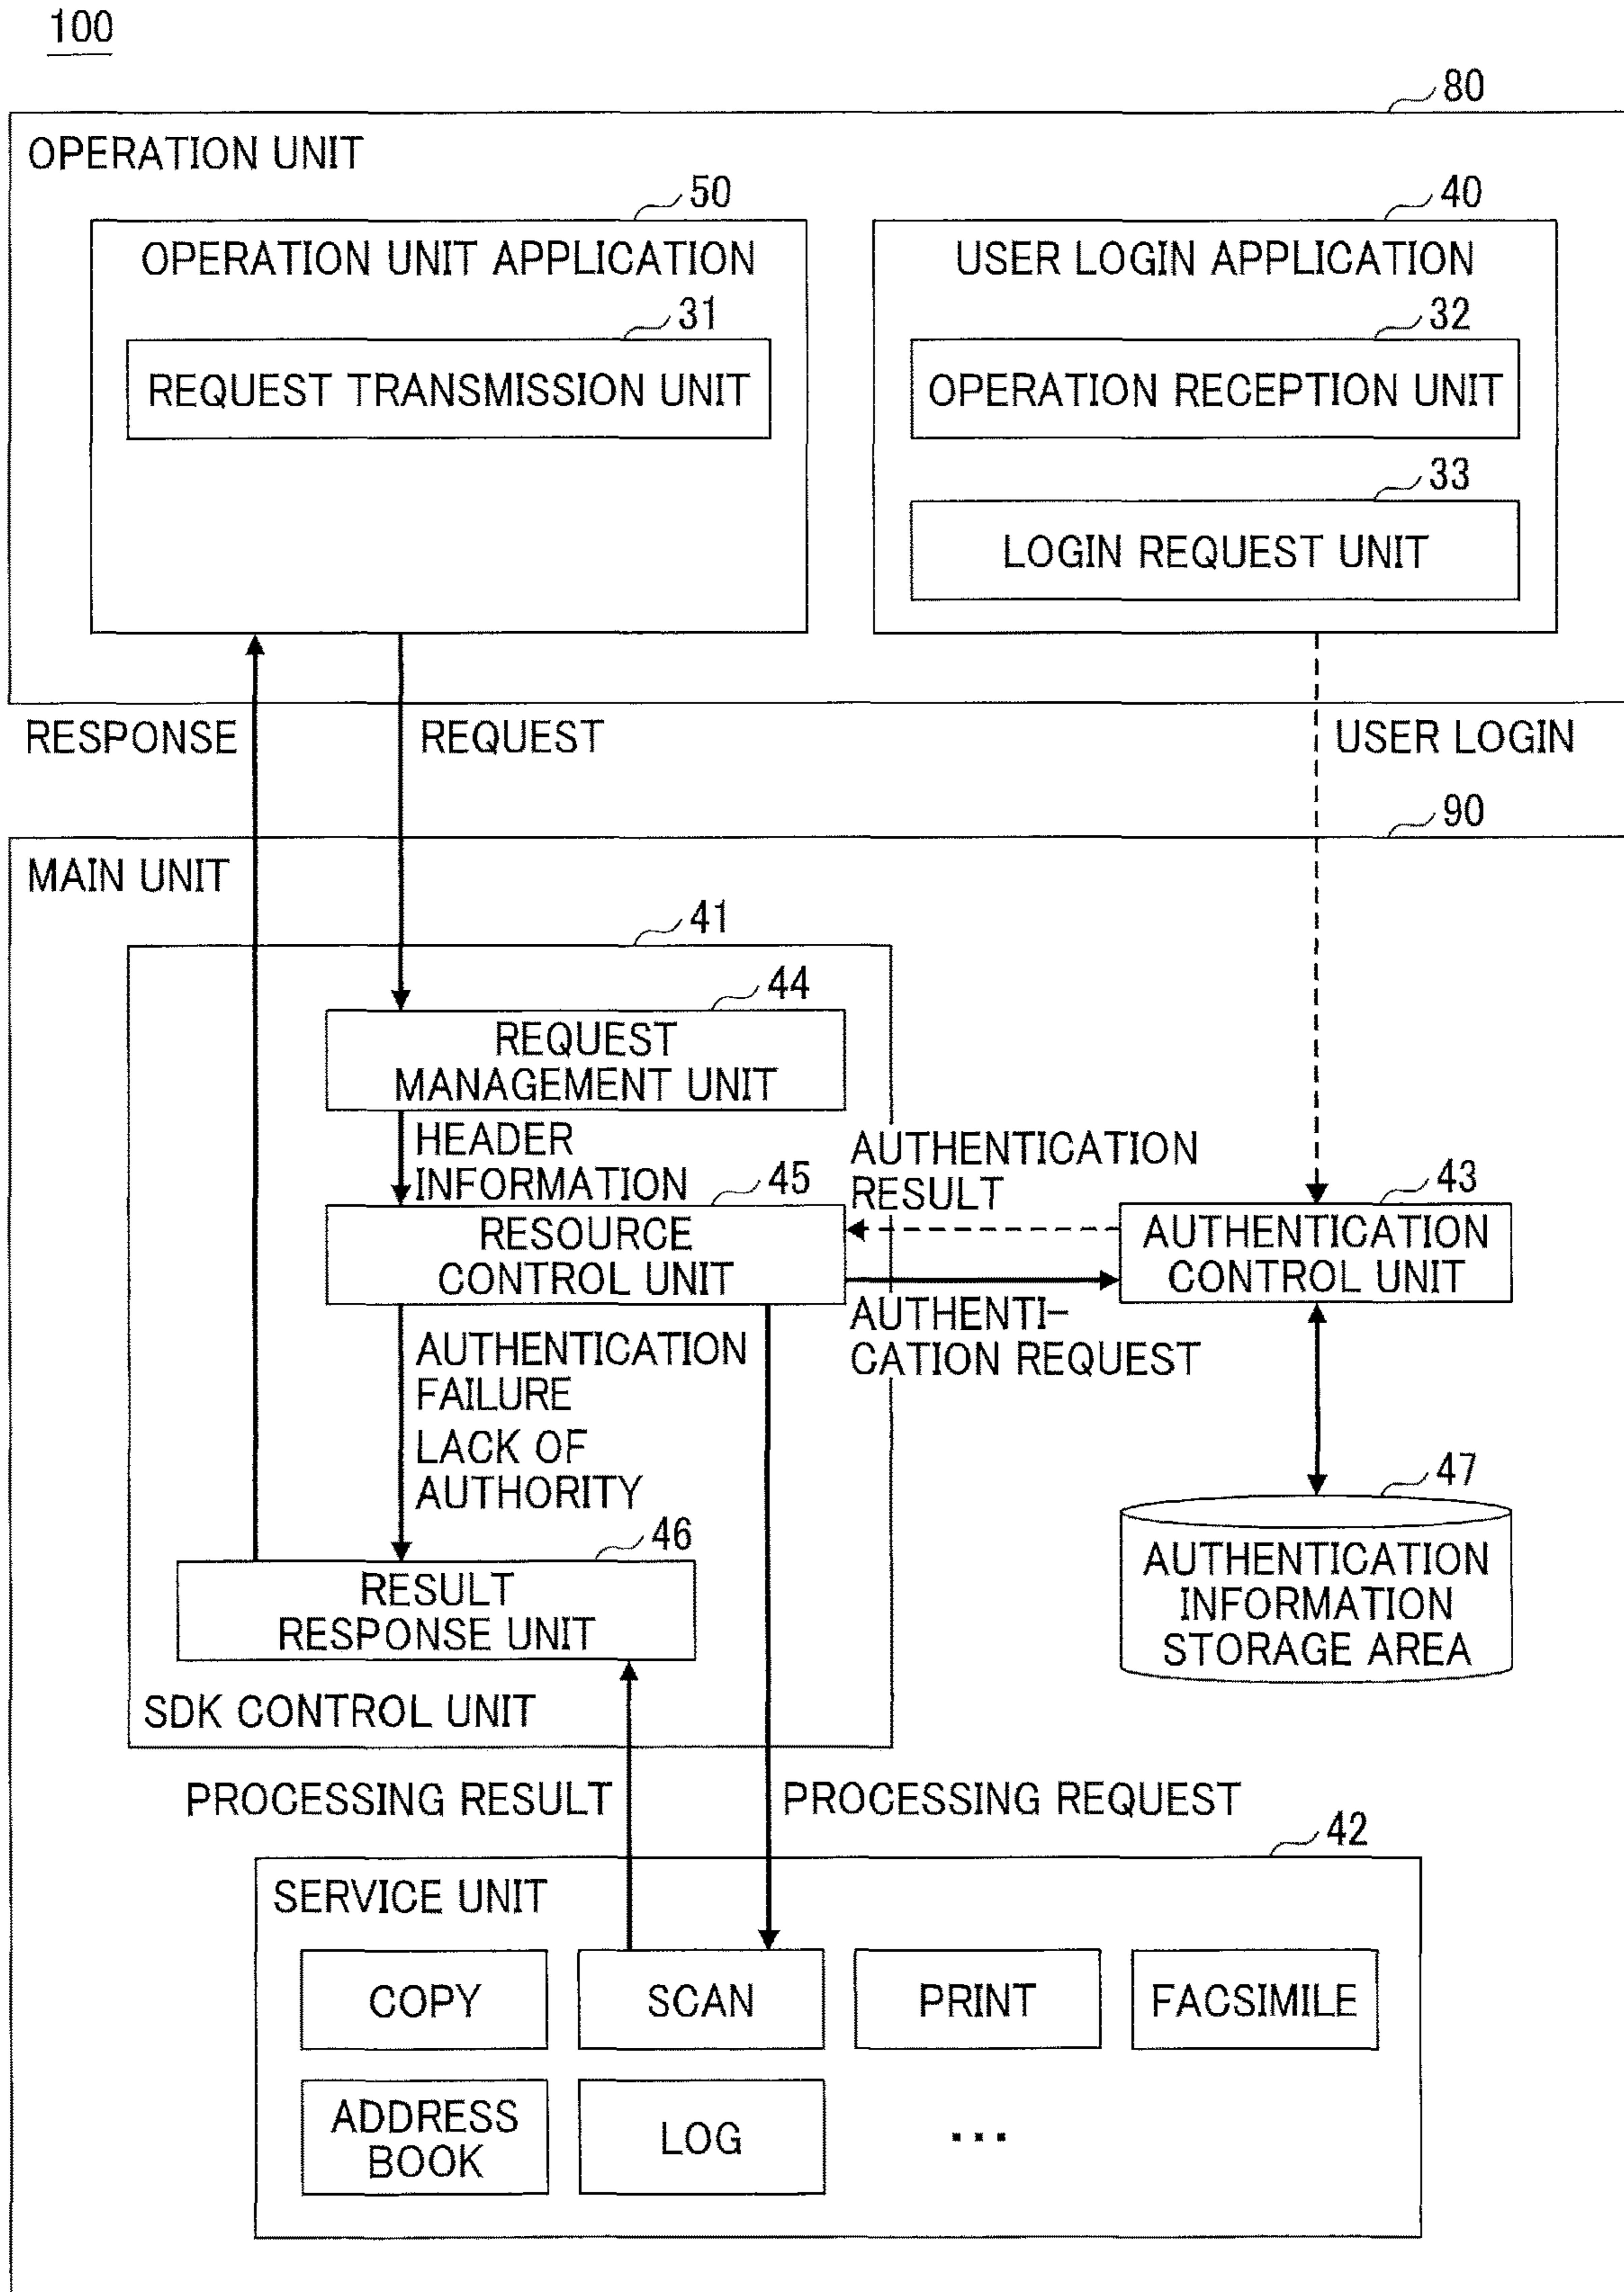 100
80
OPERATION UNIT
50
OPERATION UNIT APPLICATION
31
REQUEST TRANSMISSION UNIT
40
USER LOGIN APPLICATION
32
OPERATION RECEPTION UNIT
33
LOGIN REQUEST UNIT
RESPONSE
REQUEST
USER LOGIN
90
MAIN UNIT
41
44
REQUEST
MANAGEMENT UNIT
HEADER
INFORMATION
45
RESOURCE
CONTROL UNIT
AUTHENTICATION
RESULT
AUTHENTI-
CATION REQUEST
43
AUTHENTICATION
CONTROL UNIT
AUTHENTICATION
FAILURE
LACK OF
AUTHORITY
46
RESULT
RESPONSE UNIT
47
AUTHENTICATION
INFORMATION
STORAGE AREA
SDK CONTROL UNIT
PROCESSING RESULT
PROCESSING REQUEST
42
SERVICE UNIT
COPY
SCAN
PRINT
FACSIMILE
ADDRESS
BOOK
LOG
...